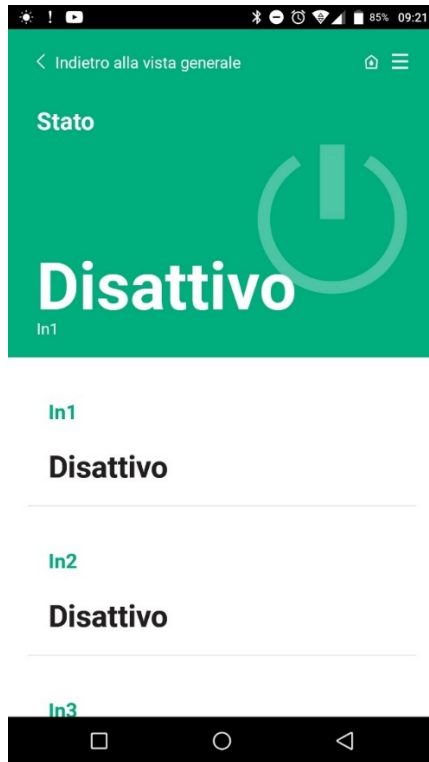 ! 85% 09:21
Indietro alla vista generale
Stato
Disattivo
In1
In1
Disattivo
In2
Disattivo
In3